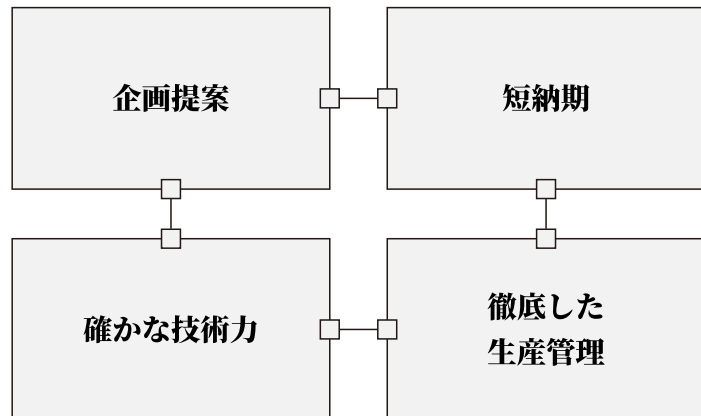 企画提案
短納期
確かな技術力
徹底した
生産管理